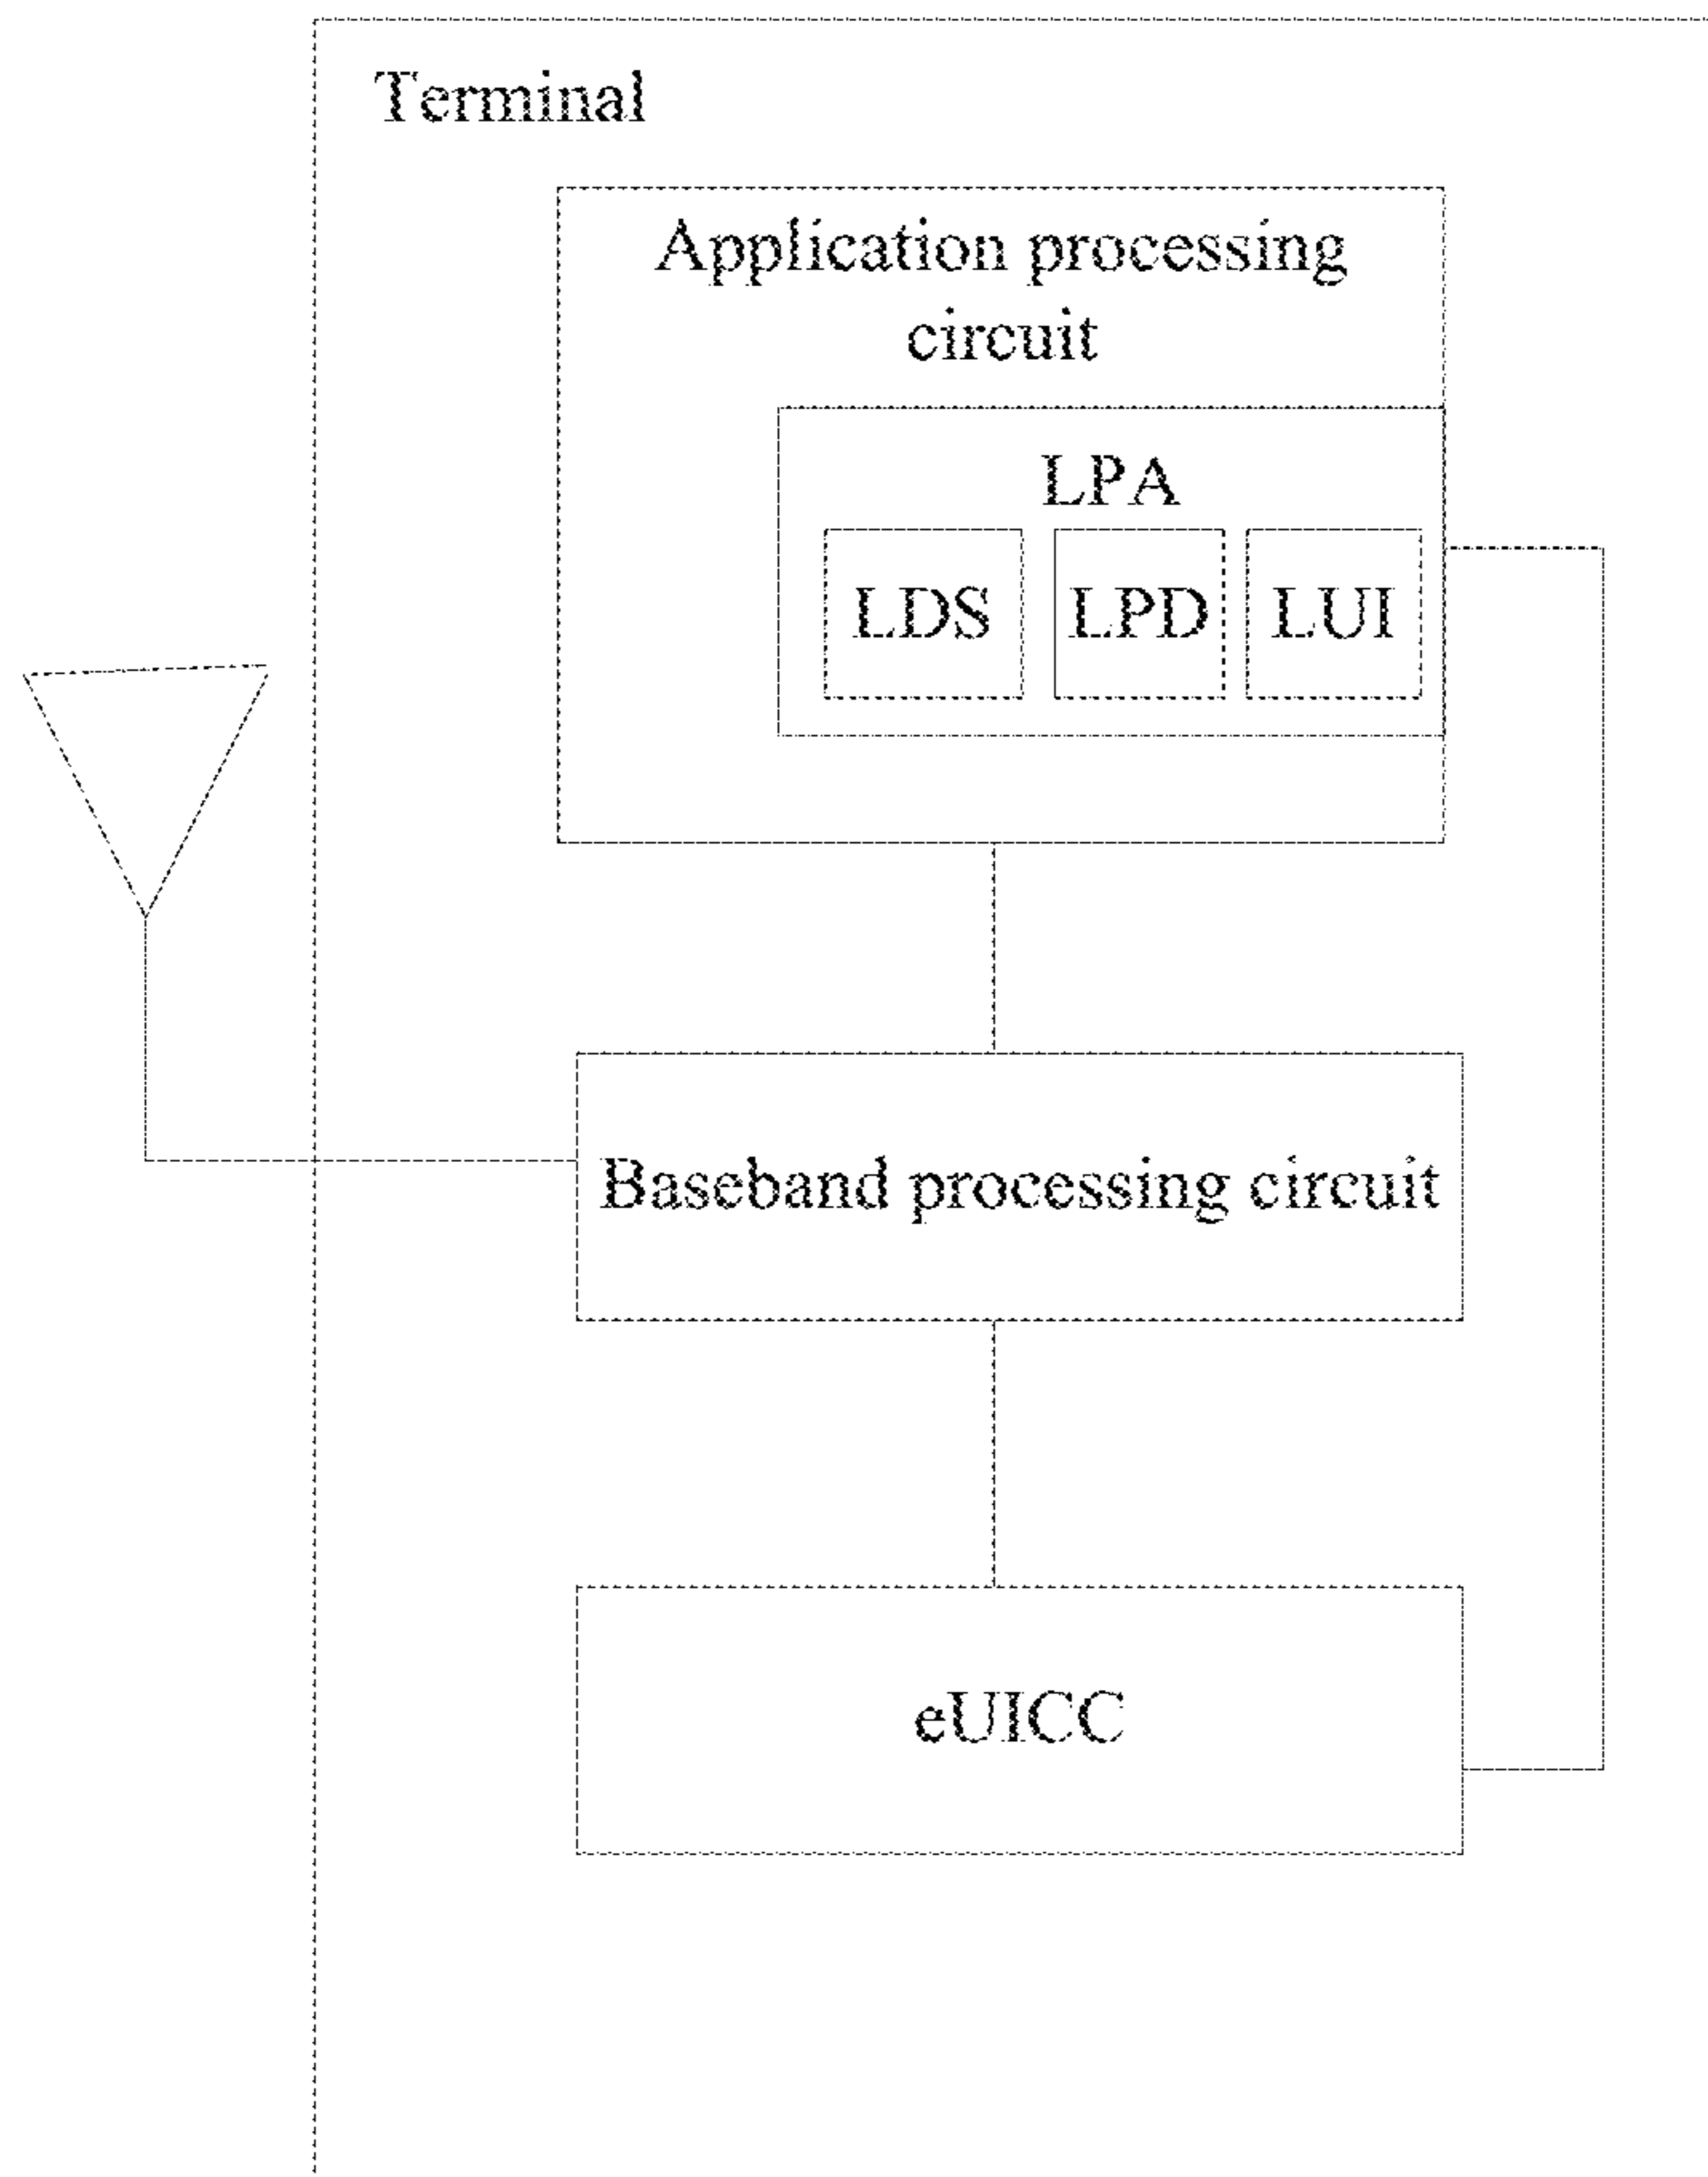 Terminal
Application processing
circuit
LPA
LDS LPD LUI
Baseband processing circuit
eUICC